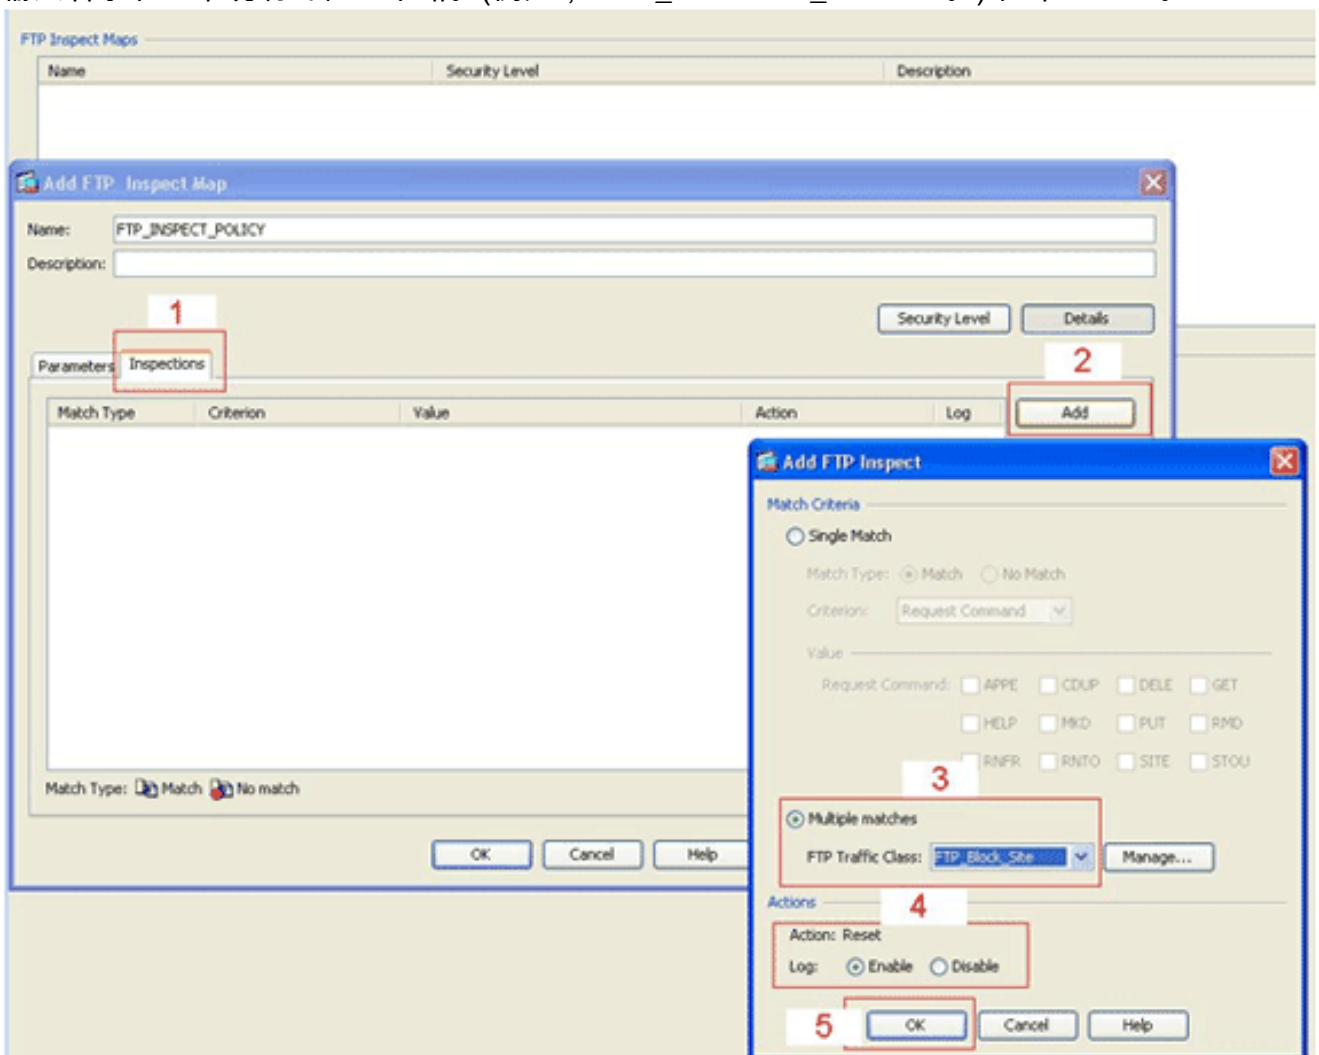 FTP Inspect Maps
Name Security Level Description
Add FTP Inspect Map
Name: FTP_INSPECT_POLICY
Description:
1
Security Level Details
Parameters Inspections
2
Match Type Criterion Value Action Log Add
Add FTP Inspect
Match Criteria
Single Match
Match Type: Match No Match
Criterion: Request Command
Value
Request Command: APPE CDUP DELE GET
HELP MKD PUT RMD
RNFR RNTO SITE STOU
3
Match Type: Match No match
Multiple matches
FTP Traffic Class: FTP_Block_Site Manage...
OK Cancel Help
Actions
4
Action: Reset
Log: Enable Disable
5
OK Cancel Help